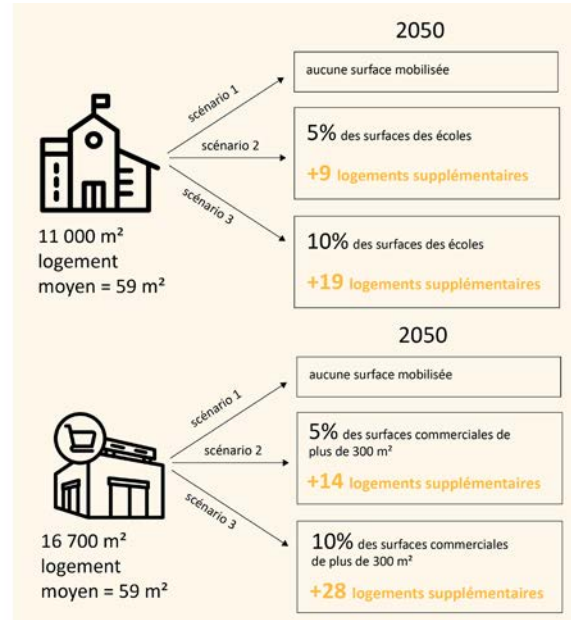 2050
scénario 1
aucune surface mobilisée
scénario 2
5% des surfaces des écoles
+9 logements supplémentaires
scénario 3
10% des surfaces des écoles
+19 logements supplémentaires
11 000 m²
logement
moyen = 59 m²
2050
scénario 1
aucune surface mobilisée
scénario 2
5% des surfaces commerciales de
plus de 300 m²
+14 logements supplémentaires
scénario 3
10% des surfaces commerciales
de plus de 300 m²
+28 logements supplémentaires
16 700 m²
logement
moyen = 59 m²